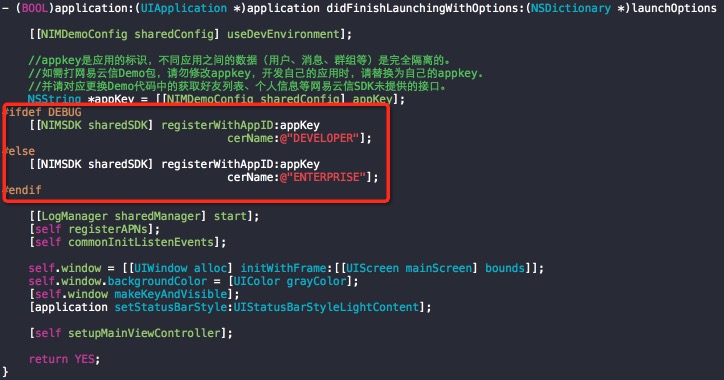 - (BOOL)application:(UIApplication *)application didFinishLaunchingWithOptions:(NSDictionary *)launchOptions
[[NIMDemoConfig sharedConfig] useDevEnvironment];
//appkey是应用的标识，不同应用之间的数据（用户、消息、群组等）是完全隔离的。
//如需打网易云信Demo包，请勿修改appkey，开发自己的应用时，请替换为自己的appkey.
//并请对应更换Demo代码中的获取好友列表、个人信息等网易云信SDK未提供的接口。
NSString *appKey = [[NIMDemoConfig sharedConfig] appKey];
#ifdef DEBUG
[[NIMSDK sharedSDK] registerWithAppID:appKey
cerName:@"DEVELOPER"];
#else
[[NIMSDK sharedSDK] registerWithAppID:appKey
cerName:@"ENTERPRISE"];
#endif
[[LogManager sharedManager] start];
[self registerAPNs];
[self commonInitListenEvents];
self.window = [[UIWindow alloc] initWithFrame:[[UIScreen mainScreen] bounds]];
self.window.backgroundColor = [UIColor grayColor];
[self.window makeKeyAndVisible];
[application setStatusBarStyle:UIStatusBarStyleLightContent];
[self setupMainViewController];
return YES;
}